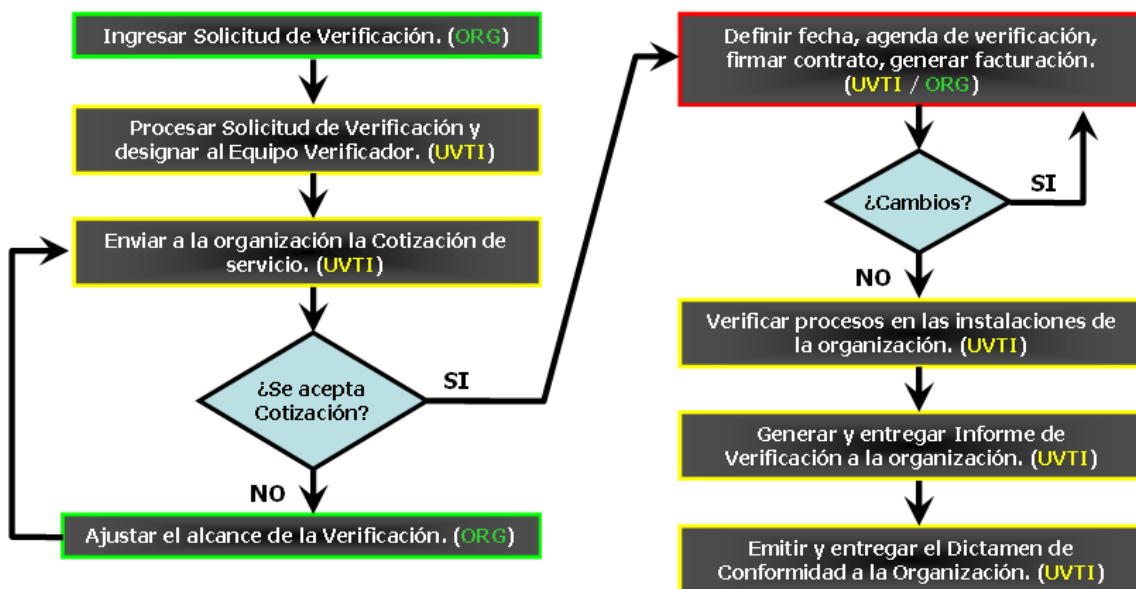 Ingresar Solicitud de Verificación. (ORG)
Procesar Solicitud de Verificación y
designar al Equipo Verificador. (UVTI)
Enviar a la organización la Cotización de
servicio. (UVTI)
¿Se acepta
Cotización?
SI
NO
Ajustar el alcance de la Verificación. (ORG)
Definir fecha, agenda de verificación,
firmar contrato, generar facturación.
(UVTI / ORG)
¿Cambios?
SI
NO
Verificar procesos en las instalaciones de
la organización. (UVTI)
Generar y entregar Informe de
Verificación a la organización. (UVTI)
Emitir y entregar el Dictamen de
Conformidad a la Organización. (UVTI)